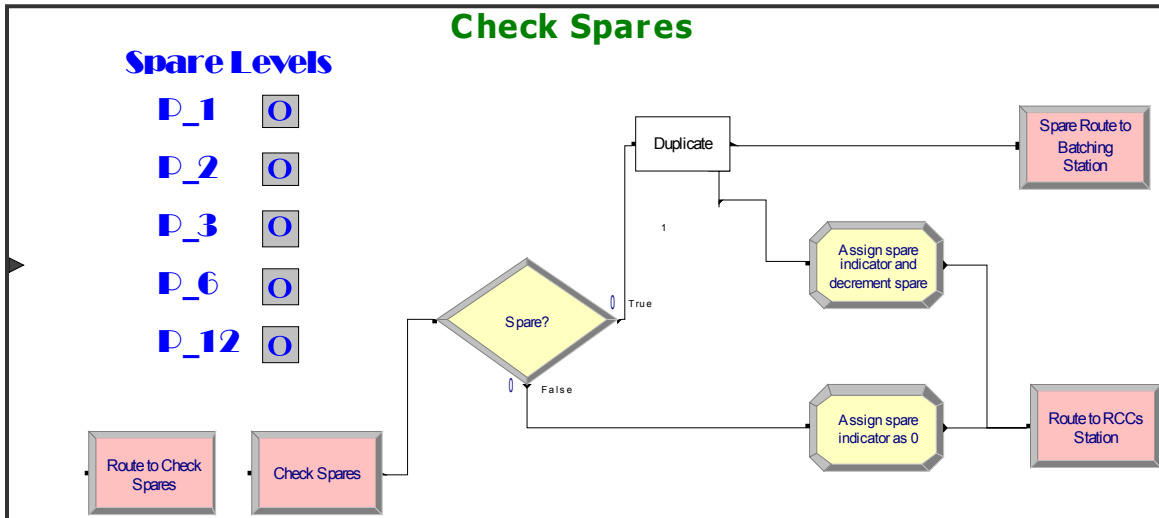 Check Spares
Spare Levels
P_1 0
P_2 0
P_3 0
P_6 0
P_12 0
Duplicate
1
Spare Route to
Batching
Station
Assign spare
indicator and
decrement spare
Spare?
0
True
0
False
Assign spare
indicator as 0
Route to RCCs
Station
Route to Check
Spares
Check Spares